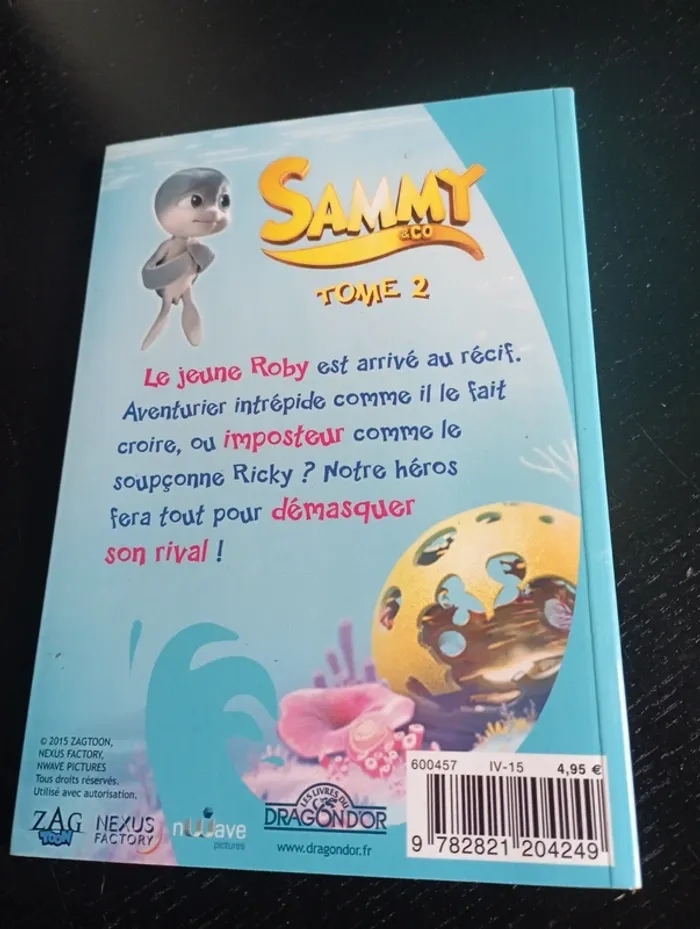 SAMMY
&CO
TOME 2
Le jeune Roby est arrivé au récif.
Aventurier intrépide comme il le fait
croire, ou imposteur comme le
soupçonne Ricky ? Notre héros
fera tout pour démasquer
son rival !
© 2015 ZAGTOON,
NEXUS FACTORY,
NWAVE PICTURES
Tous droits réservés.
Utilisé avec autorisation.
ZAG
TOON
NEXUS
FACTORY
nWave
pictures
LES LIVRES DU
DRAGON D'OR
www.dragondor.fr
600457 IV-15 4,95 €
9 782821 204249